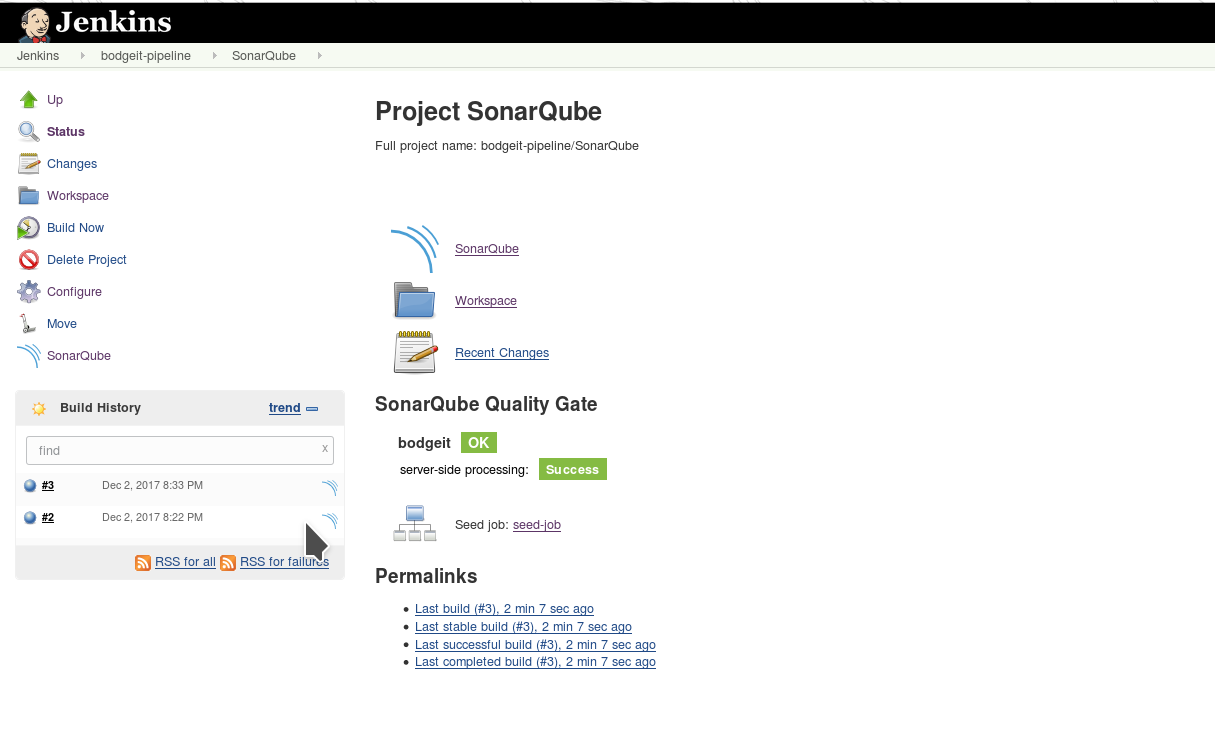 Jenkins
Jenkins bodgeit-pipeline SonarQube
Up
Status
Changes
Workspace
Build Now
Delete Project
Configure
Move
SonarQube
Build History trend
find x
#3 Dec 2, 2017 8:33 PM
#2 Dec 2, 2017 8:22 PM
RSS for all RSS for failures
Project SonarQube
Full project name: bodgeit-pipeline/SonarQube
SonarQube
Workspace
Recent Changes
SonarQube Quality Gate
bodgeit OK
server-side processing: Success
Seed job: seed-job
Permalinks
Last build (#3), 2 min 7 sec ago
Last stable build (#3), 2 min 7 sec ago
Last successful build (#3), 2 min 7 sec ago
Last completed build (#3), 2 min 7 sec ago